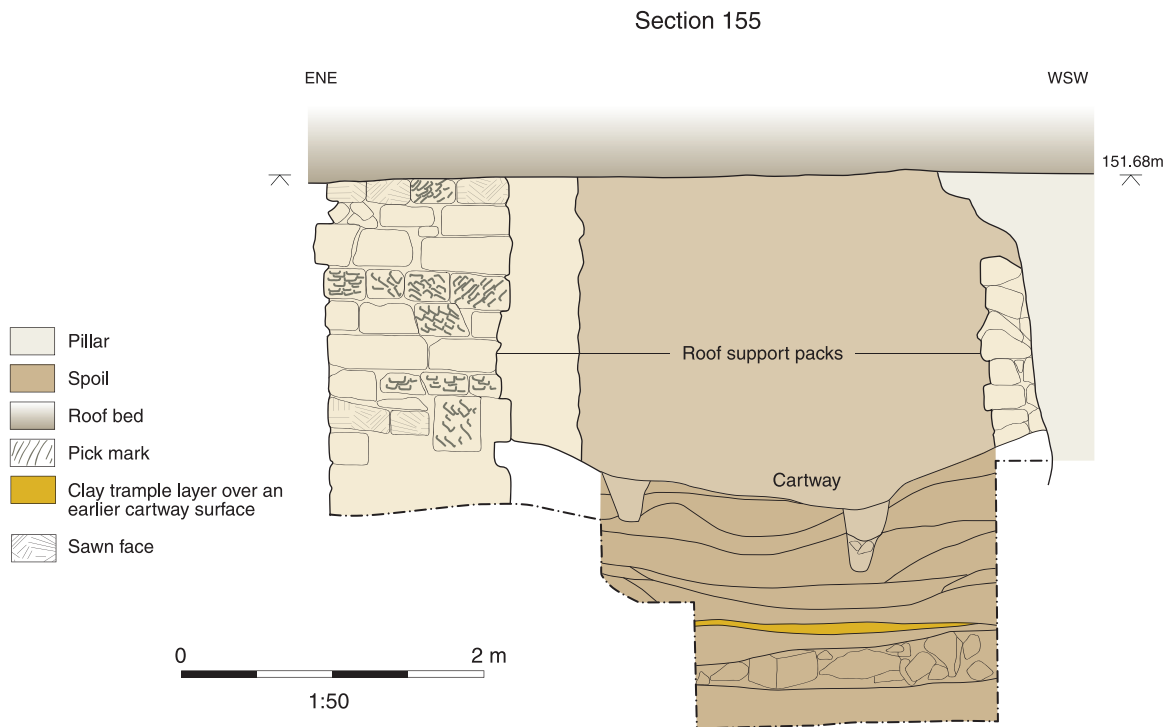 Section 155
ENE
WSW
151.68m
Roof support packs
Cartway
Pillar
Spoil
Roof bed
Pick mark
Clay trample layer over an
earlier cartway surface
Sawn face
0
2 m
1:50